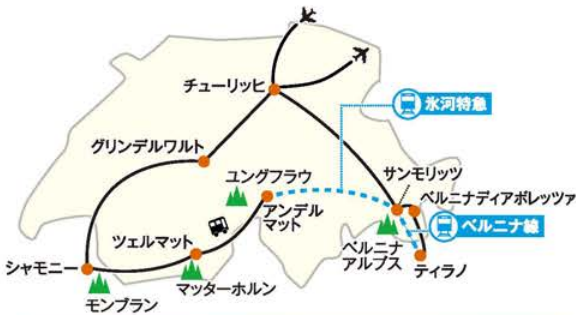 チューリッヒ
氷河特急
グリンデルワルト
ユングフラウ
サンモリッツ
ベルニナディアボレッツァ
アンデル
マット
ベルニナ線
ツェルマット
ベルニナ
アルプス
シャモニー
ティラノ
マッターホルン
モンブラン